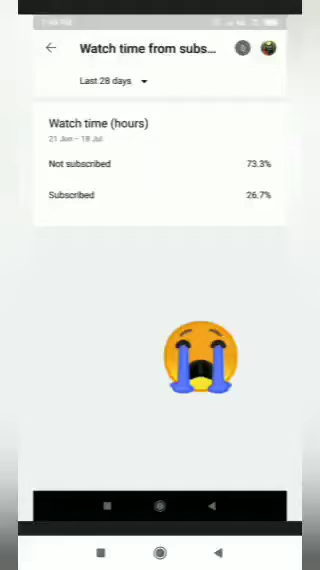 Watch time from subs...
Last 28 days
Watch time (hours)
21 Jun – 18 Jul
Not subscribed 73.3%
Subscribed 26.7%